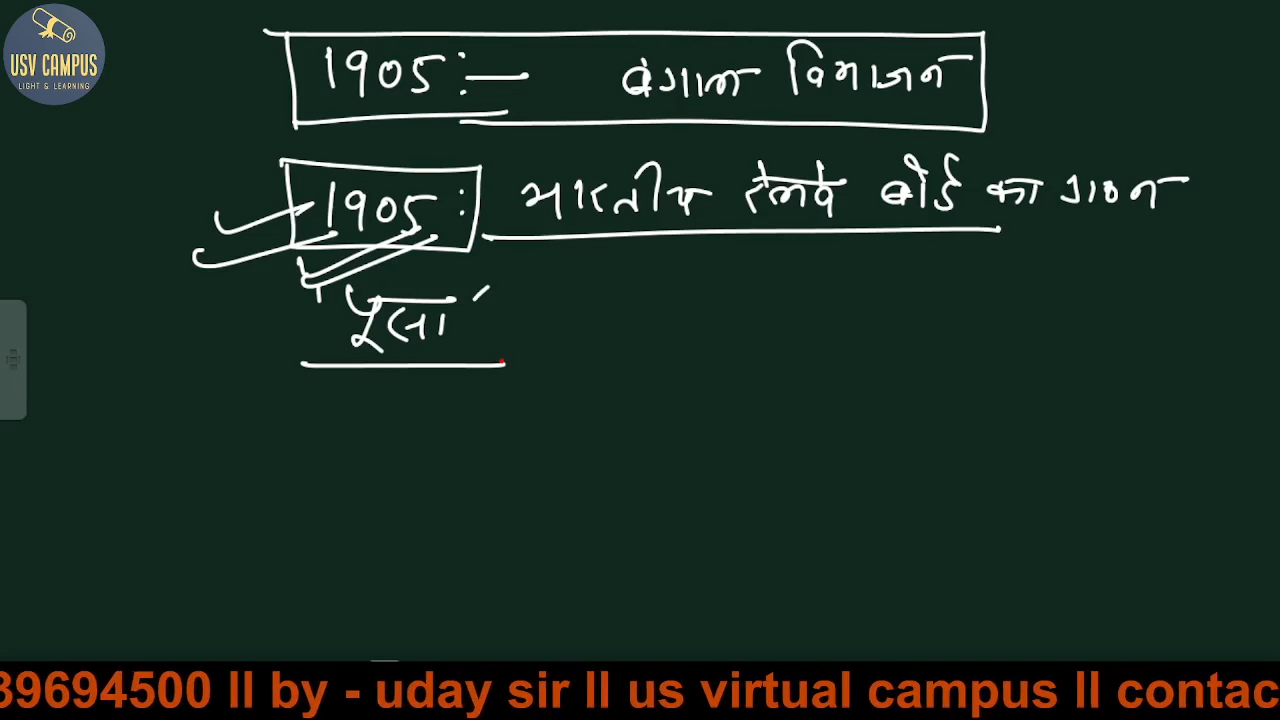 USV CAMPUS
LIGHT & LEARNING
1905:— बंगाल विभाजन
1905: भारतीय रेलवे बोर्ड का गठन
पूसा
39694500 ll by - uday sir ll us virtual campus ll contac